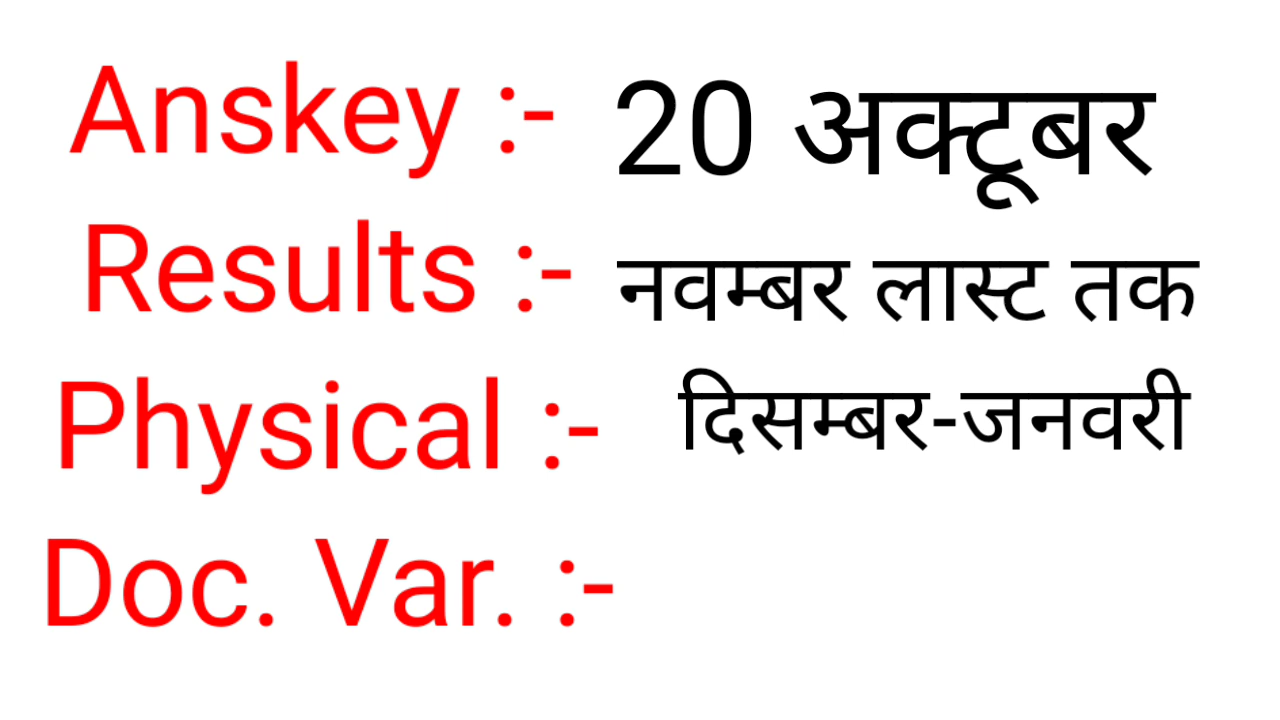 Anskey :- 20 अक्टूबर
Results :- नवम्बर लास्ट तक
Physical :- दिसम्बर-जनवरी
Doc. Var. :-